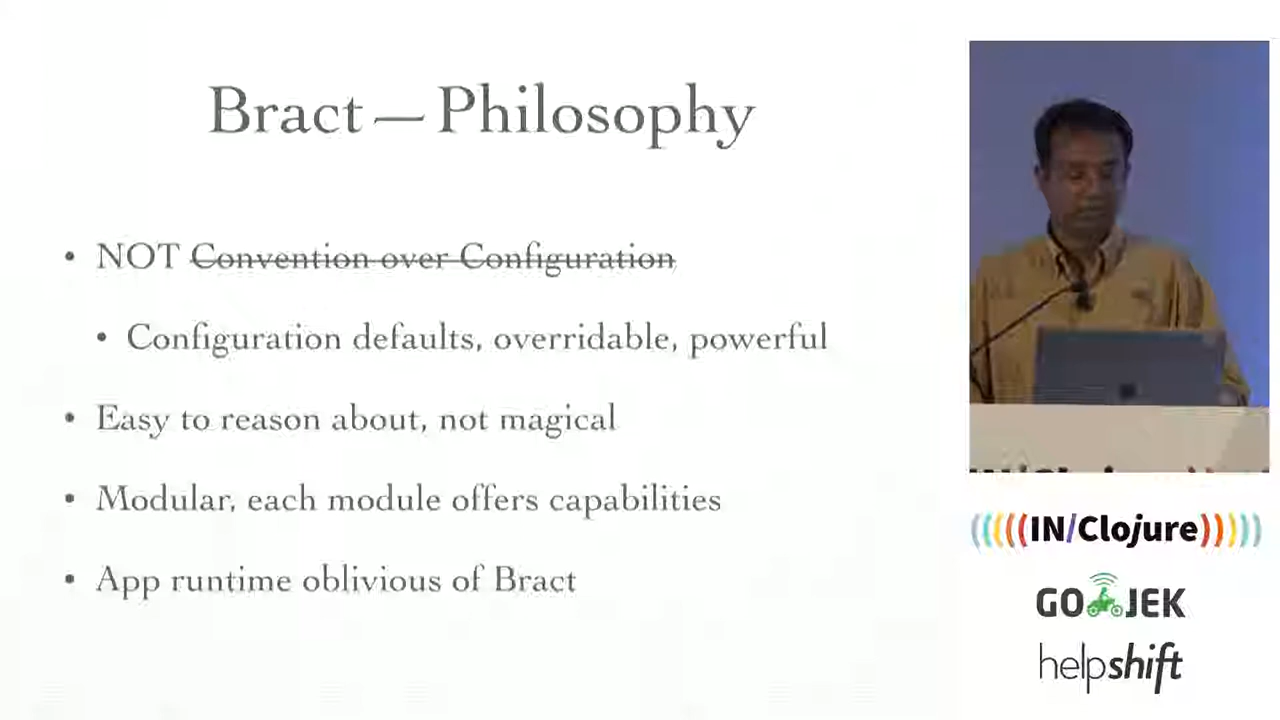 Bract — Philosophy
• NOT Convention over Configuration
• Configuration defaults, overridable, powerful
• Easy to reason about, not magical
• Modular, each module offers capabilities
• App runtime oblivious of Bract
(((((IN/Clojure)))))
GO JEK
helpshift